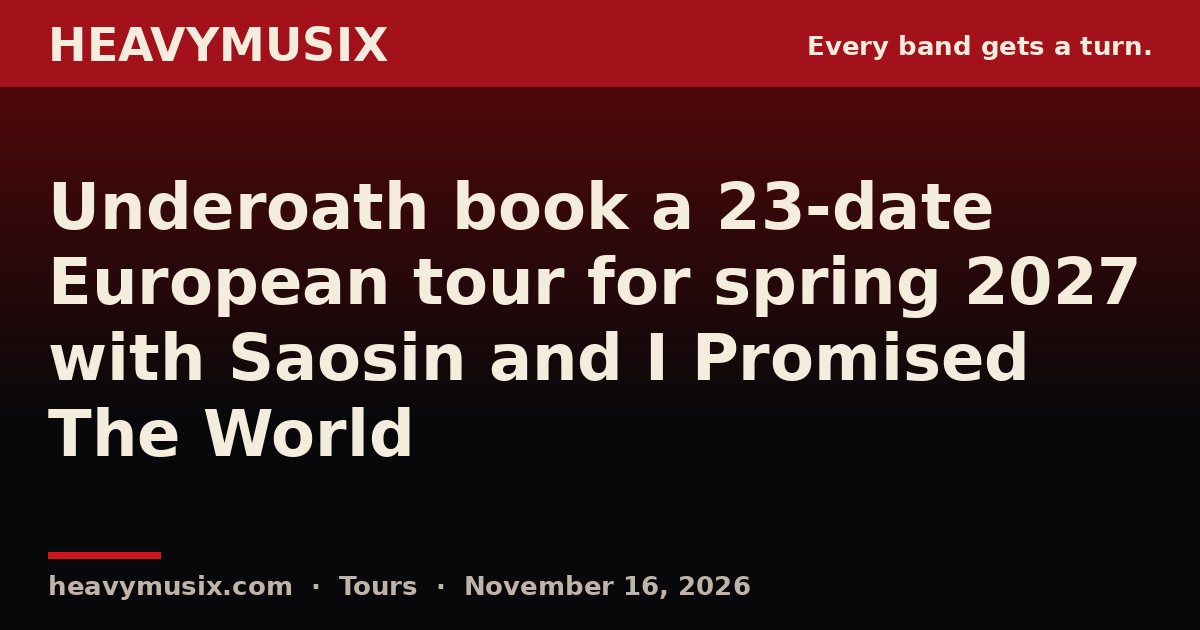 HEAVYMUSIX
Every band gets a turn.
Underoath book a 23-date
European tour for spring 2027
with Saosin and I Promised
The World
heavymusix.com · Tours · November 16, 2026